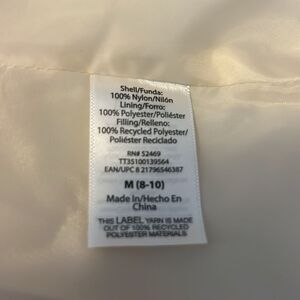 Shell/Funda:
100% Nylon/Nilón
Lining/Forro:
100% Polyester/Poliéster
Filling/Relleno:
100% Recycled Polyester/
Poliéster Reciclado
RN# 52469
TT35100139564
EAN/UPC 8 21796546387
M (8-10)
Made In/Hecho En
China
THIS LABEL YARN IS MADE
OUT OF 100% RECYCLED
POLYESTER MATERIALS